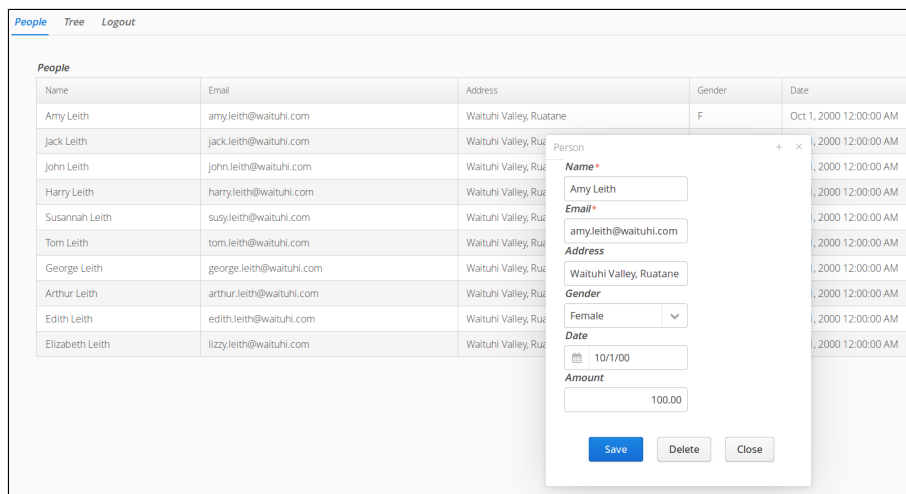 People Tree Logout
People
Name Email Address Gender Date
Amy Leith amy.leith@waituhi.com Waituhi Valley, Ruatane F Oct 1, 2000 12:00:00 AM
Jack Leith jack.leith@waituhi.com Waituhi Valley, Rua , 2000 12:00:00 AM
John Leith john.leith@waituhi.com Waituhi Valley, Rua , 2000 12:00:00 AM
Harry Leith harry.leith@waituhi.com Waituhi Valley, Rua , 2000 12:00:00 AM
Susannah Leith susy.leith@waituhi.com Waituhi Valley, Rua , 2000 12:00:00 AM
Tom Leith tom.leith@waituhi.com Waituhi Valley, Rua , 2000 12:00:00 AM
George Leith george.leith@waituhi.com Waituhi Valley, Rua , 2000 12:00:00 AM
Arthur Leith arthur.leith@waituhi.com Waituhi Valley, Rua , 2000 12:00:00 AM
Edith Leith edith.leith@waituhi.com Waituhi Valley, Rua , 2000 12:00:00 AM
Elizabeth Leith lizzy.leith@waituhi.com Waituhi Valley, Rua , 2000 12:00:00 AM
Person + ×
Name*
Amy Leith
Email*
amy.leith@waituhi.com
Address
Waituhi Valley, Ruatane
Gender
Female
Date
10/1/00
Amount
100.00
Save Delete Close